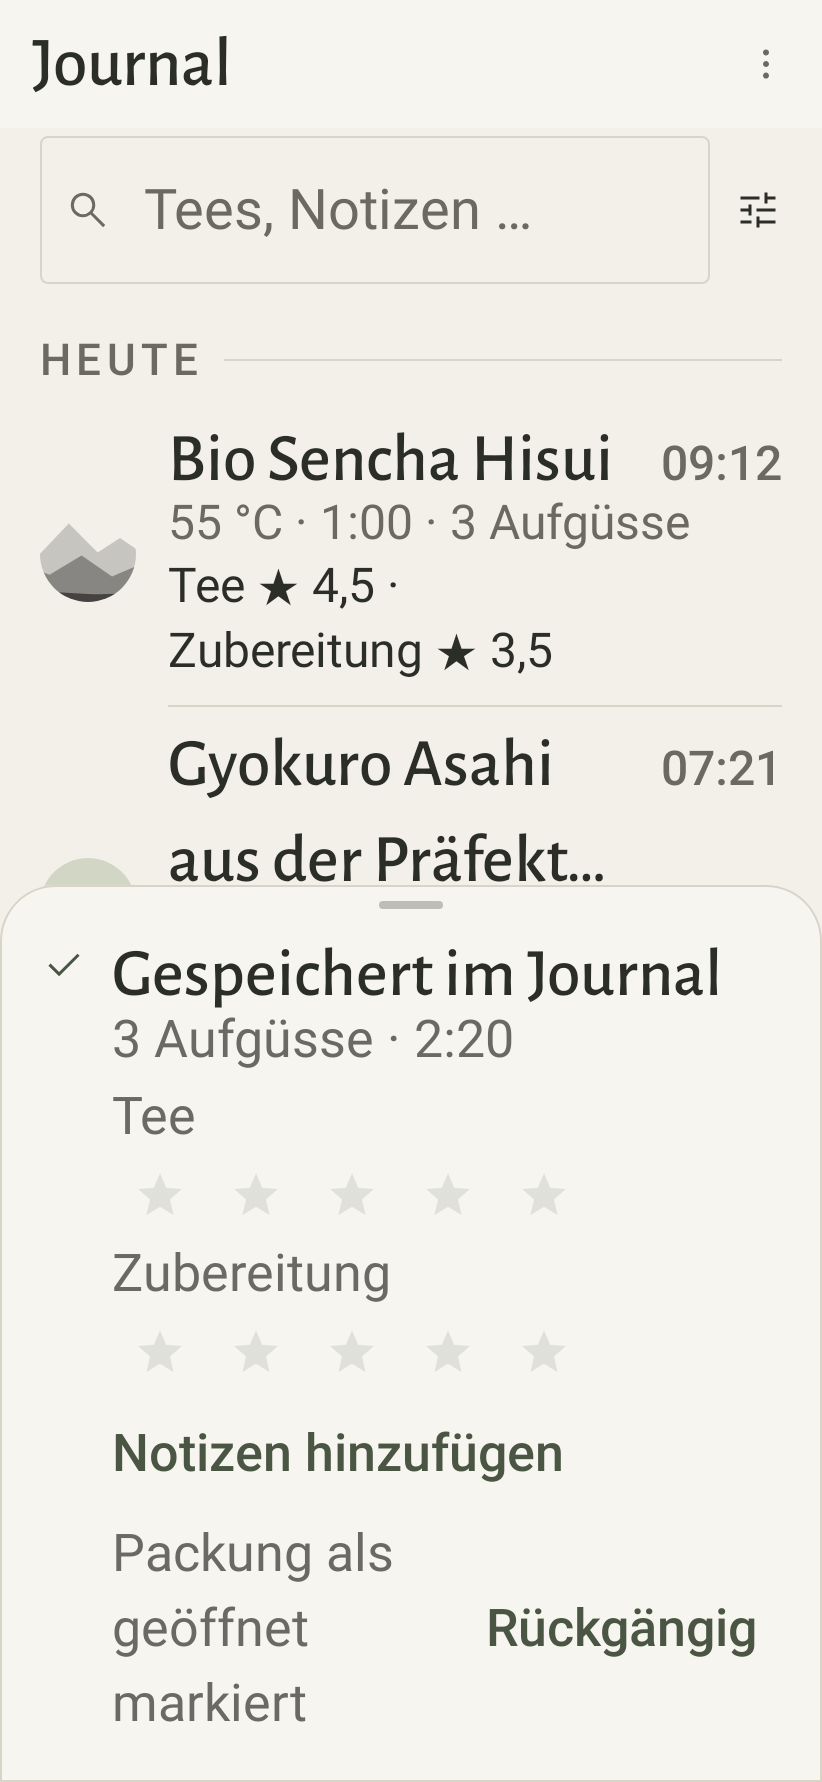 Journal
Tees, Notizen …
HEUTE
Bio Sencha Hisui 09:12
55 °C · 1:00 · 3 Aufgüsse
Tee ★ 4,5 ·
Zubereitung ★ 3,5
Gyokuro Asahi 07:21
aus der Präfekt…
Gespeichert im Journal
3 Aufgüsse · 2:20
Tee
Zubereitung
Notizen hinzufügen
Packung als
geöffnet
markiert
Rückgängig